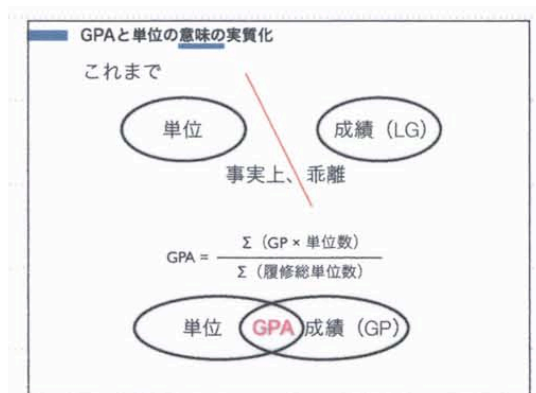 GPAと単位の意味の実質化
これまで
単位 成績（LG）
事実上、乖離
GPA = Σ（GP × 単位数）
Σ（履修総単位数）
単位 GPA 成績（GP）